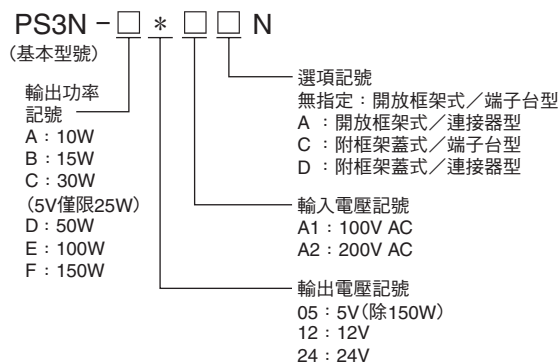 PS3N-□*□□N
(基本型號)
輸出功率
記號
A：10W
B：15W
C：30W
(5V僅限25W)
D：50W
E：100W
F：150W
選項記號
無指定：開放框架式／端子台型
A ：開放框架式／連接器型
C ：附框架蓋式／端子台型
D ：附框架蓋式／連接器型
輸入電壓記號
A1：100V AC
A2：200V AC
輸出電壓記號
05：5V(除150W)
12：12V
24：24V